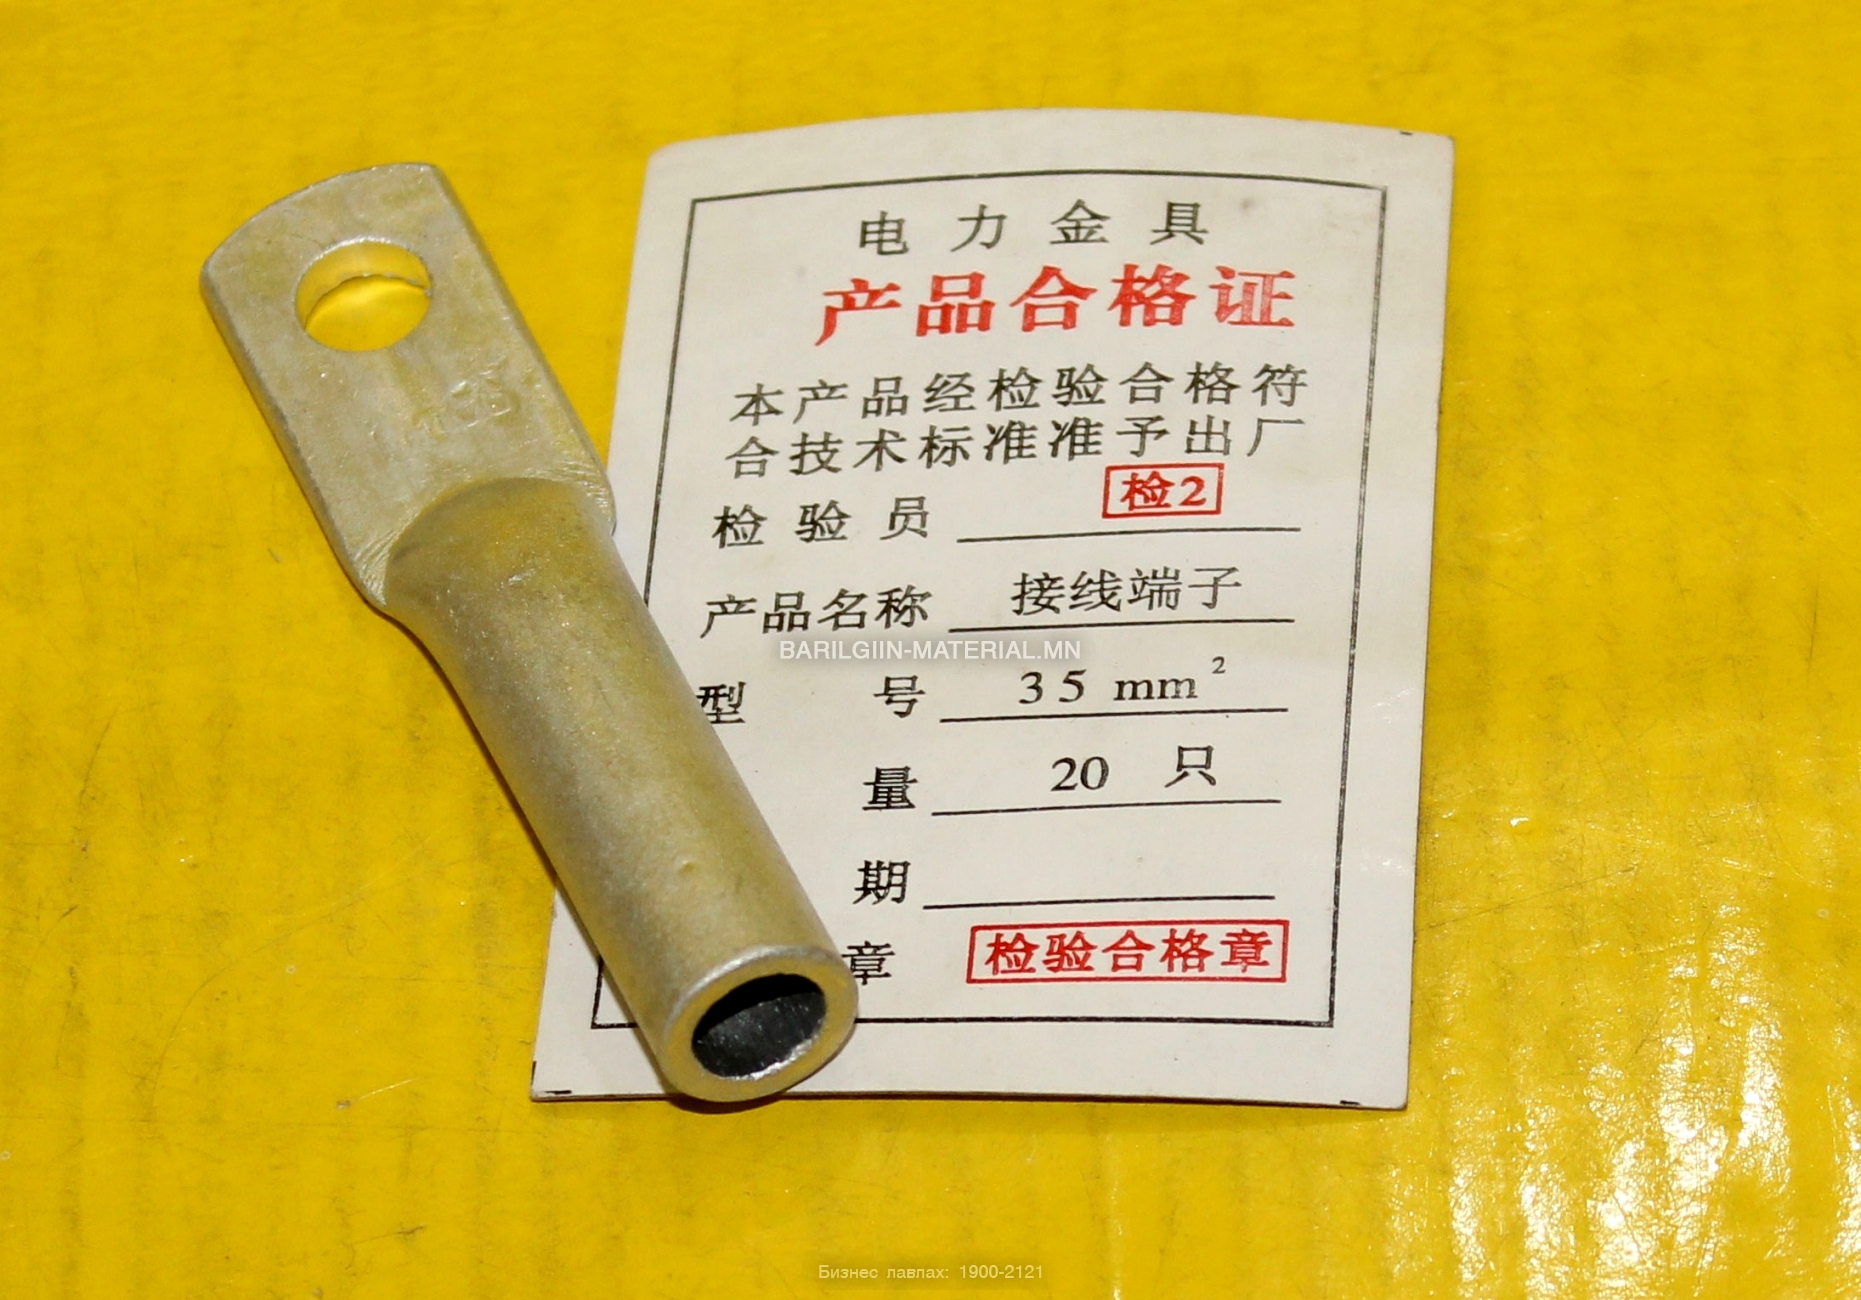 电力金具
产品合格证
本产品经检验合格符
合技术标准准予出厂
检验员 检2
产品名称 接线端子
BARILGIIN-MATERIAL.MN
型号 35 mm²
量 20 只
期
章 检验合格章
Бизнес лавлах: 1900-2121